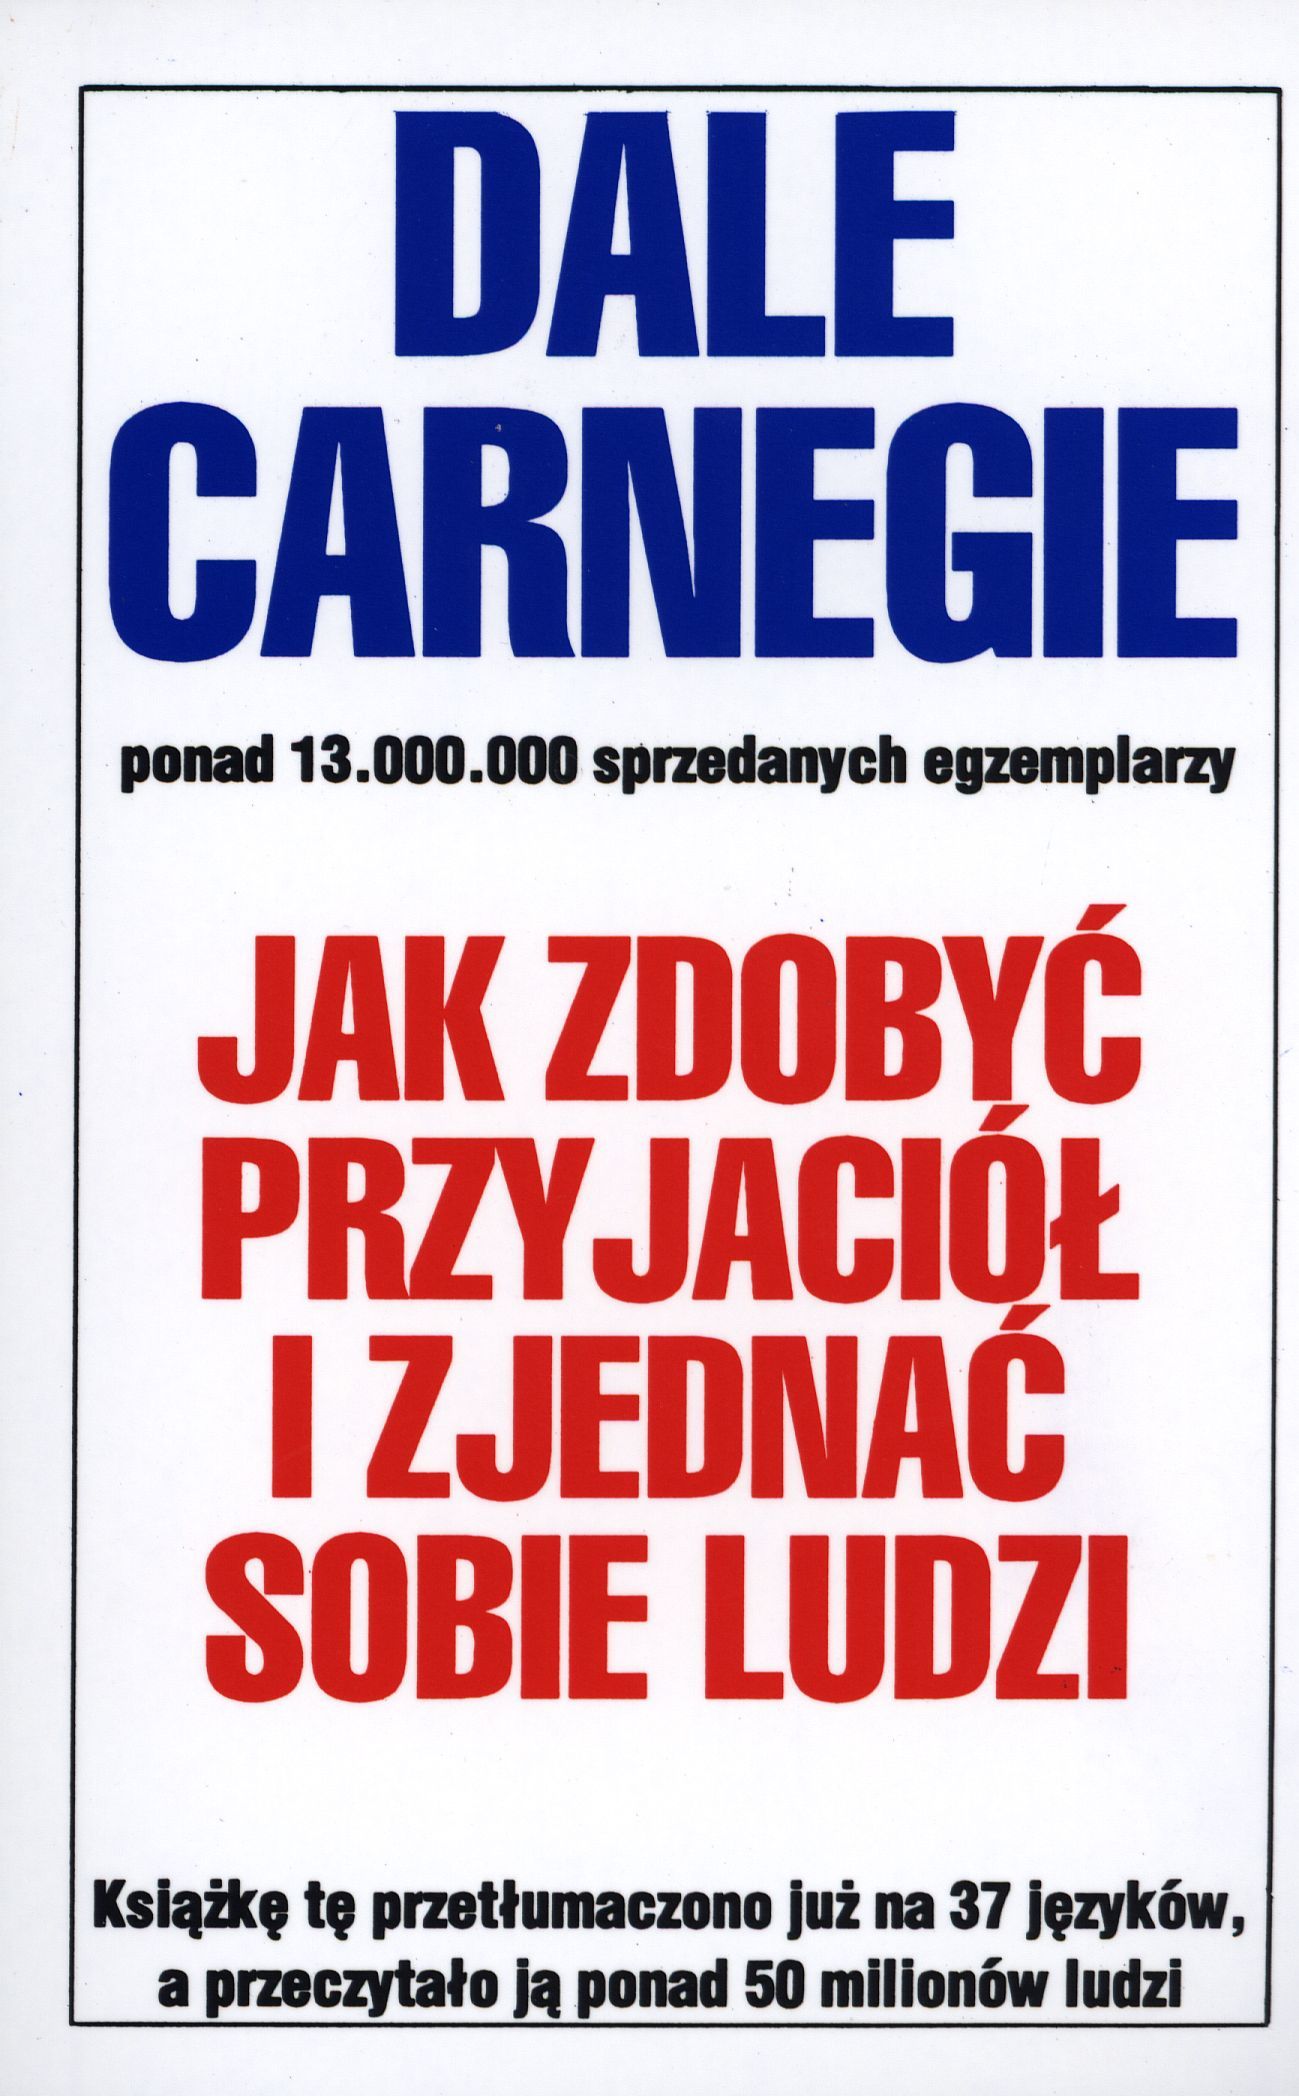 DALE
CARNEGIE
ponad 13.000.000 sprzedanych egzemplarzy
JAK ZDOBYĆ
PRZYJACIÓŁ
I ZJEDNAĆ
SOBIE LUDZI
Książkę tę przetłumaczono już na 37 języków,
a przeczytało ją ponad 50 milionów ludzi